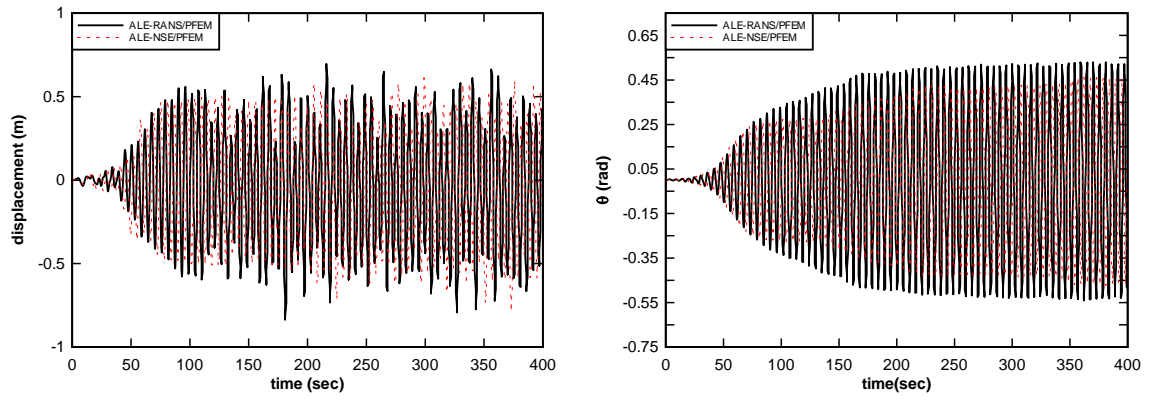 ALE-RANS/PFEM
ALE-NSE/PFEM
1
0.5
0
-0.5
-1
displacement (m)
0 50 100 150 200 250 300 350 400
time (sec)
ALE-RANS/PFEM
ALE-NSE/PFEM
0.65
0.45
0.25
0.05
-0.15
-0.35
-0.55
-0.75
θ (rad)
0 50 100 150 200 250 300 350 400
time(sec)